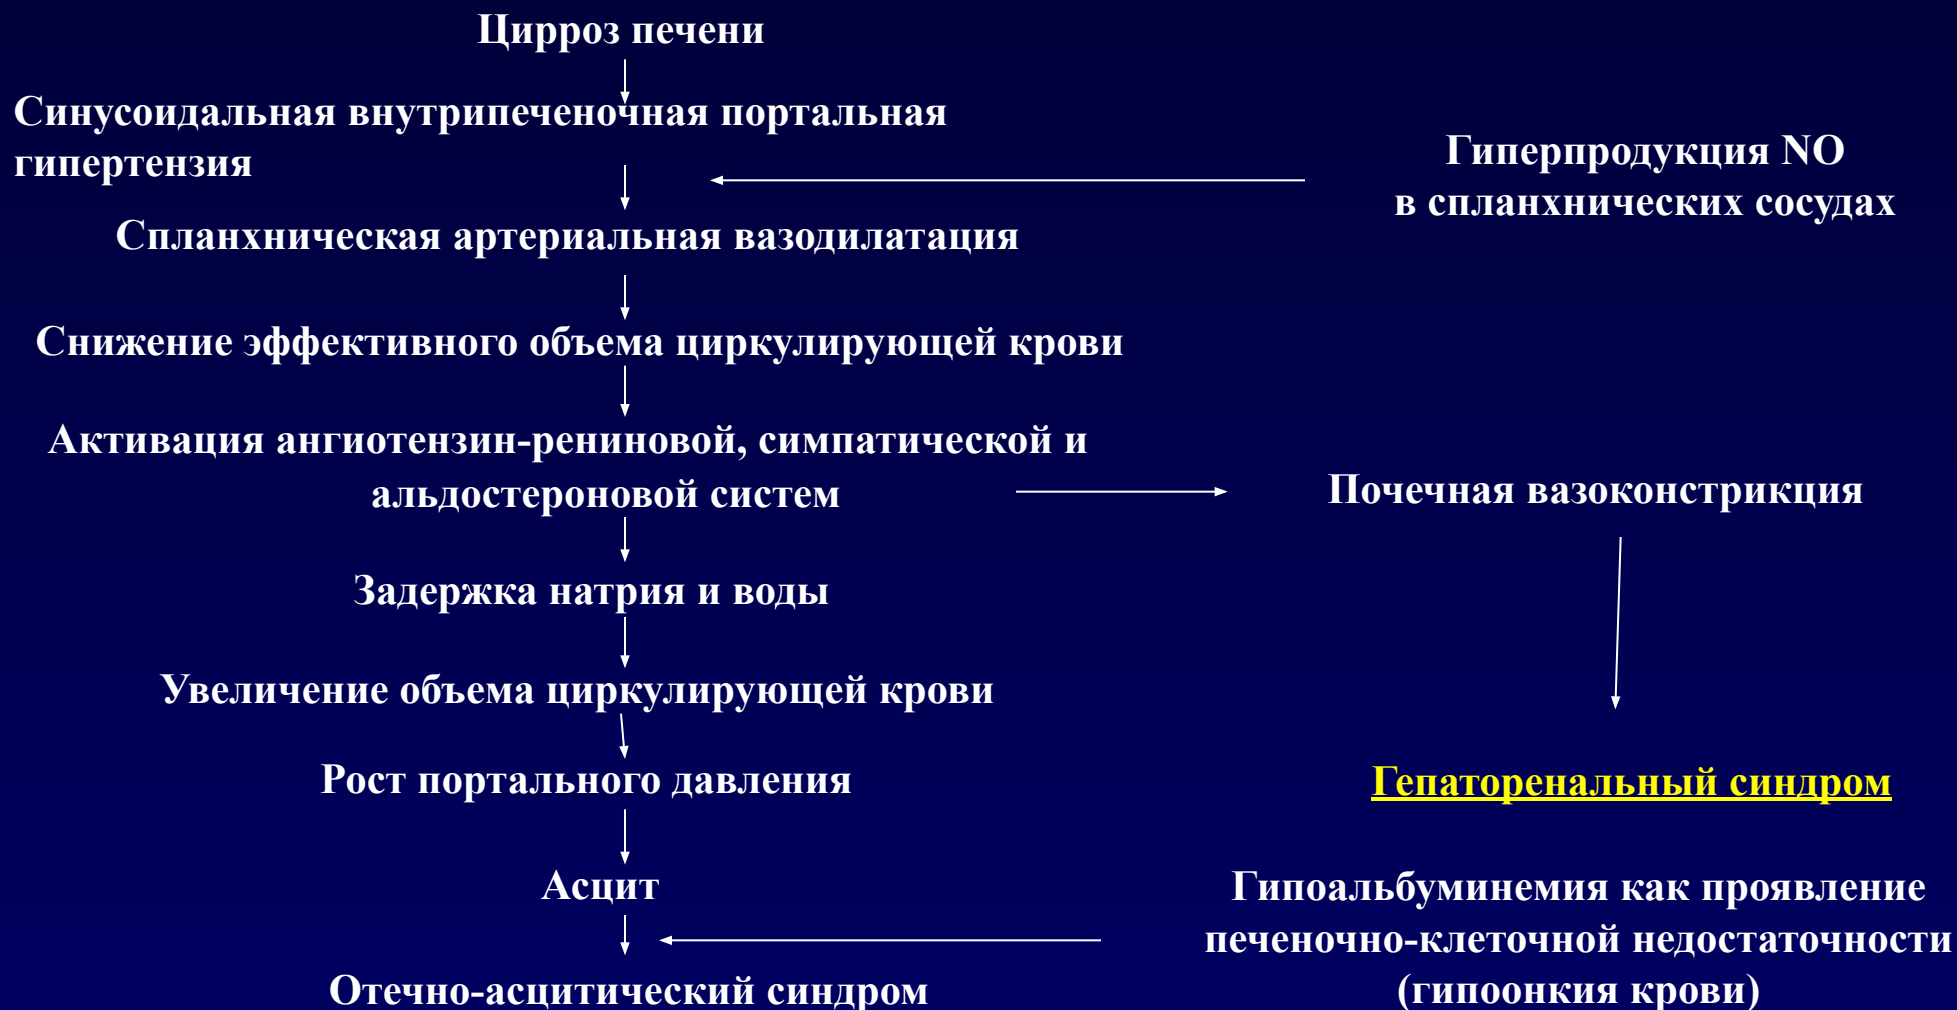 Цирроз печени
Синусоидальная внутрипеченочная портальная
гипертензия
Гиперпродукция NO
в спланхнических сосудах
Спланхническая артериальная вазодилатация
Снижение эффективного объема циркулирующей крови
Активация ангиотензин-рениновой, симпатической и
альдостероновой систем
Почечная вазоконстрикция
Задержка натрия и воды
Увеличение объема циркулирующей крови
Рост портального давления
Гепаторенальный синдром
Асцит
Гипоальбуминемия как проявление
печеночно-клеточной недостаточности
(гипоонкия крови)
Отечно-асцитический синдром